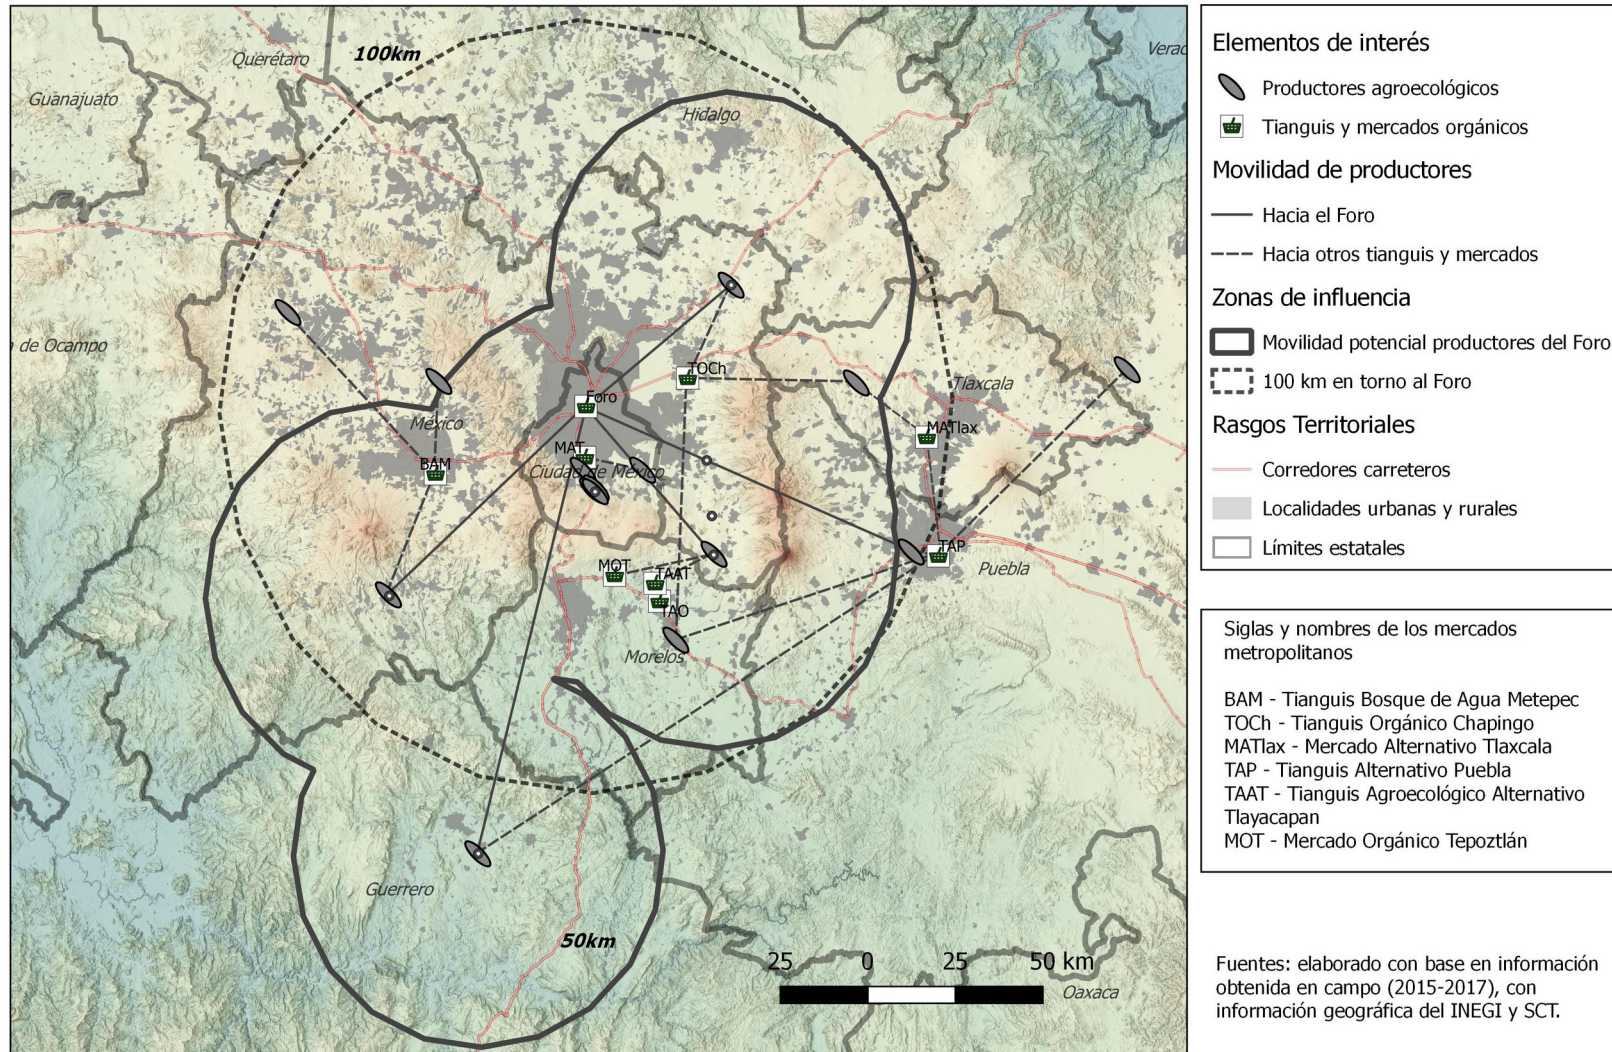 100km
Querétaro
Verac
Guanajuato
Hidalgo
n de Ocampo
TOCh
Tlaxcala
Foro
México
MATlax
MAT
BAM
Ciudad de México
TAP
MOT
TAAT
Puebla
TAO
Morelos
Guerrero
50km
25 0 25 50 km
Oaxaca
Elementos de interés
Productores agroecológicos
Tianguis y mercados orgánicos
Movilidad de productores
Hacia el Foro
Hacia otros tianguis y mercados
Zonas de influencia
Movilidad potencial productores del Foro
100 km en torno al Foro
Rasgos Territoriales
Corredores carreteros
Localidades urbanas y rurales
Límites estatales
Siglas y nombres de los mercados
metropolitanos
BAM - Tianguis Bosque de Agua Metepec
TOCh - Tianguis Orgánico Chapingo
MATlax - Mercado Alternativo Tlaxcala
TAP - Tianguis Alternativo Puebla
TAAT - Tianguis Agroecológico Alternativo
Tlayacapan
MOT - Mercado Orgánico Tepoztlán
Fuentes: elaborado con base en información
obtenida en campo (2015-2017), con
información geográfica del INEGI y SCT.